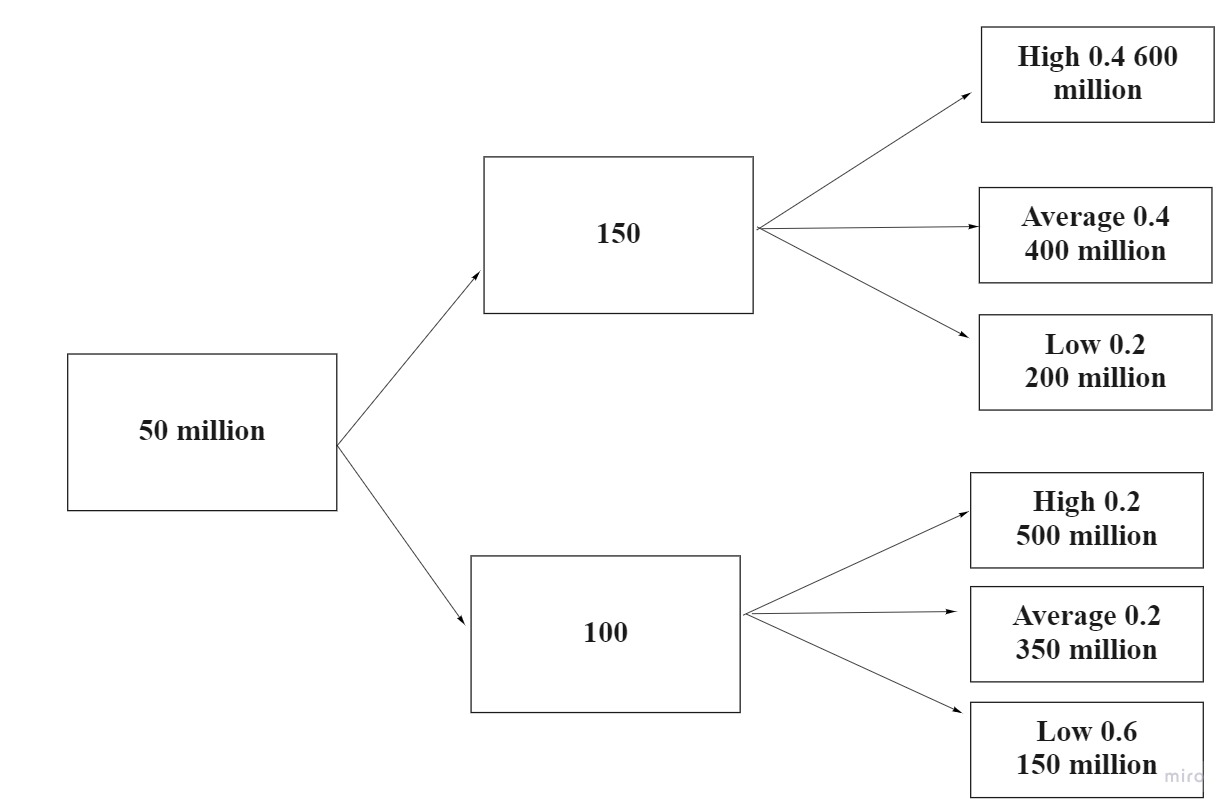 High 0.4 600
million
150
Average 0.4
400 million
Low 0.2
200 million
50 million
High 0.2
500 million
100
Average 0.2
350 million
Low 0.6
150 million
miro